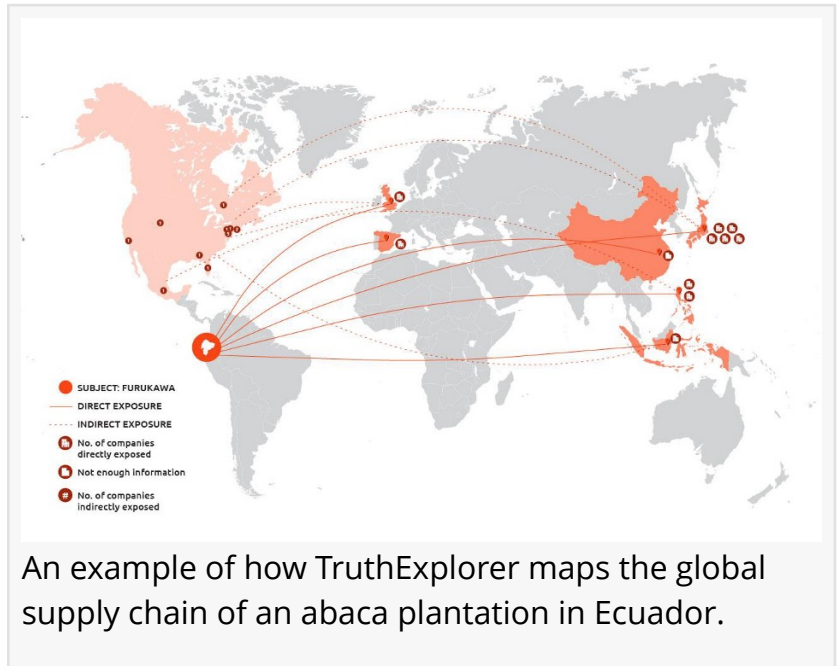 SUBJECT: FURUKAWA
DIRECT EXPOSURE
INDIRECT EXPOSURE
No. of companies
directly exposed
Not enough information
# No. of companies
indirectly exposed
An example of how TruthExplorer maps the global
supply chain of an abaca plantation in Ecuador.